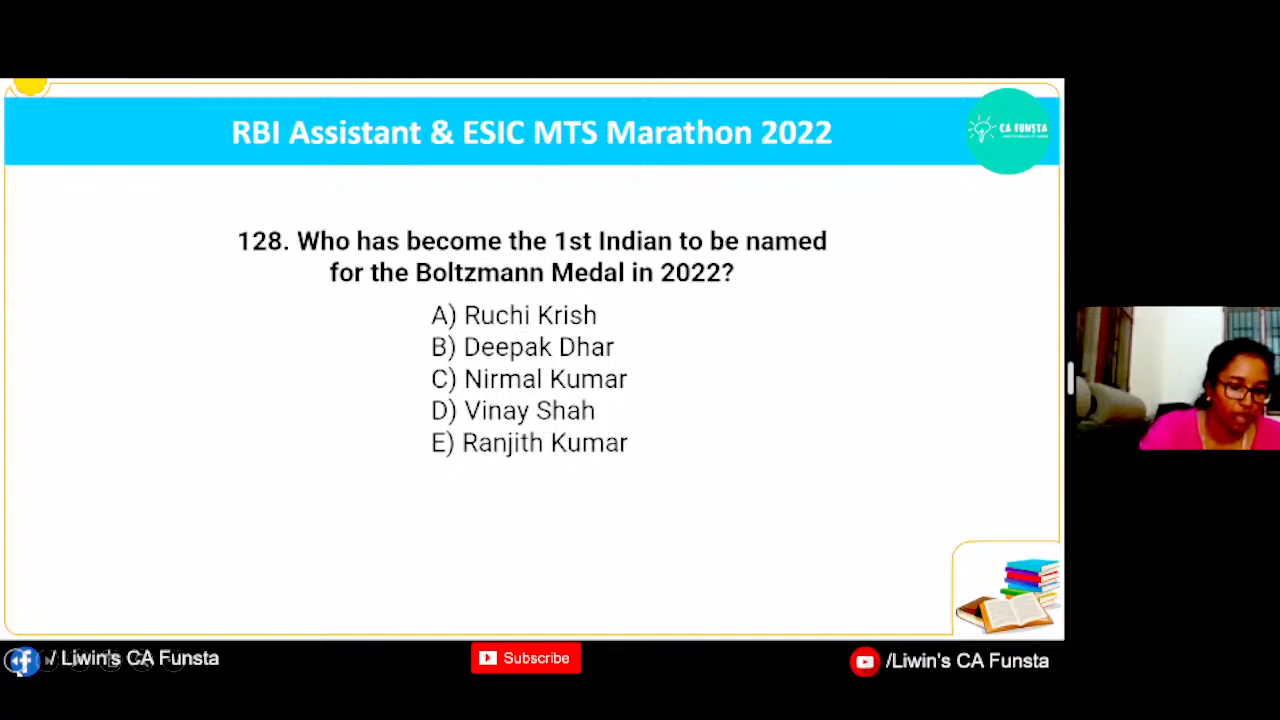 RBI Assistant & ESIC MTS Marathon 2022
CA FUNSTA
128. Who has become the 1st Indian to be named
for the Boltzmann Medal in 2022?
A) Ruchi Krish
B) Deepak Dhar
C) Nirmal Kumar
D) Vinay Shah
E) Ranjith Kumar
/ Liwin's CA Funsta
Subscribe
/Liwin's CA Funsta